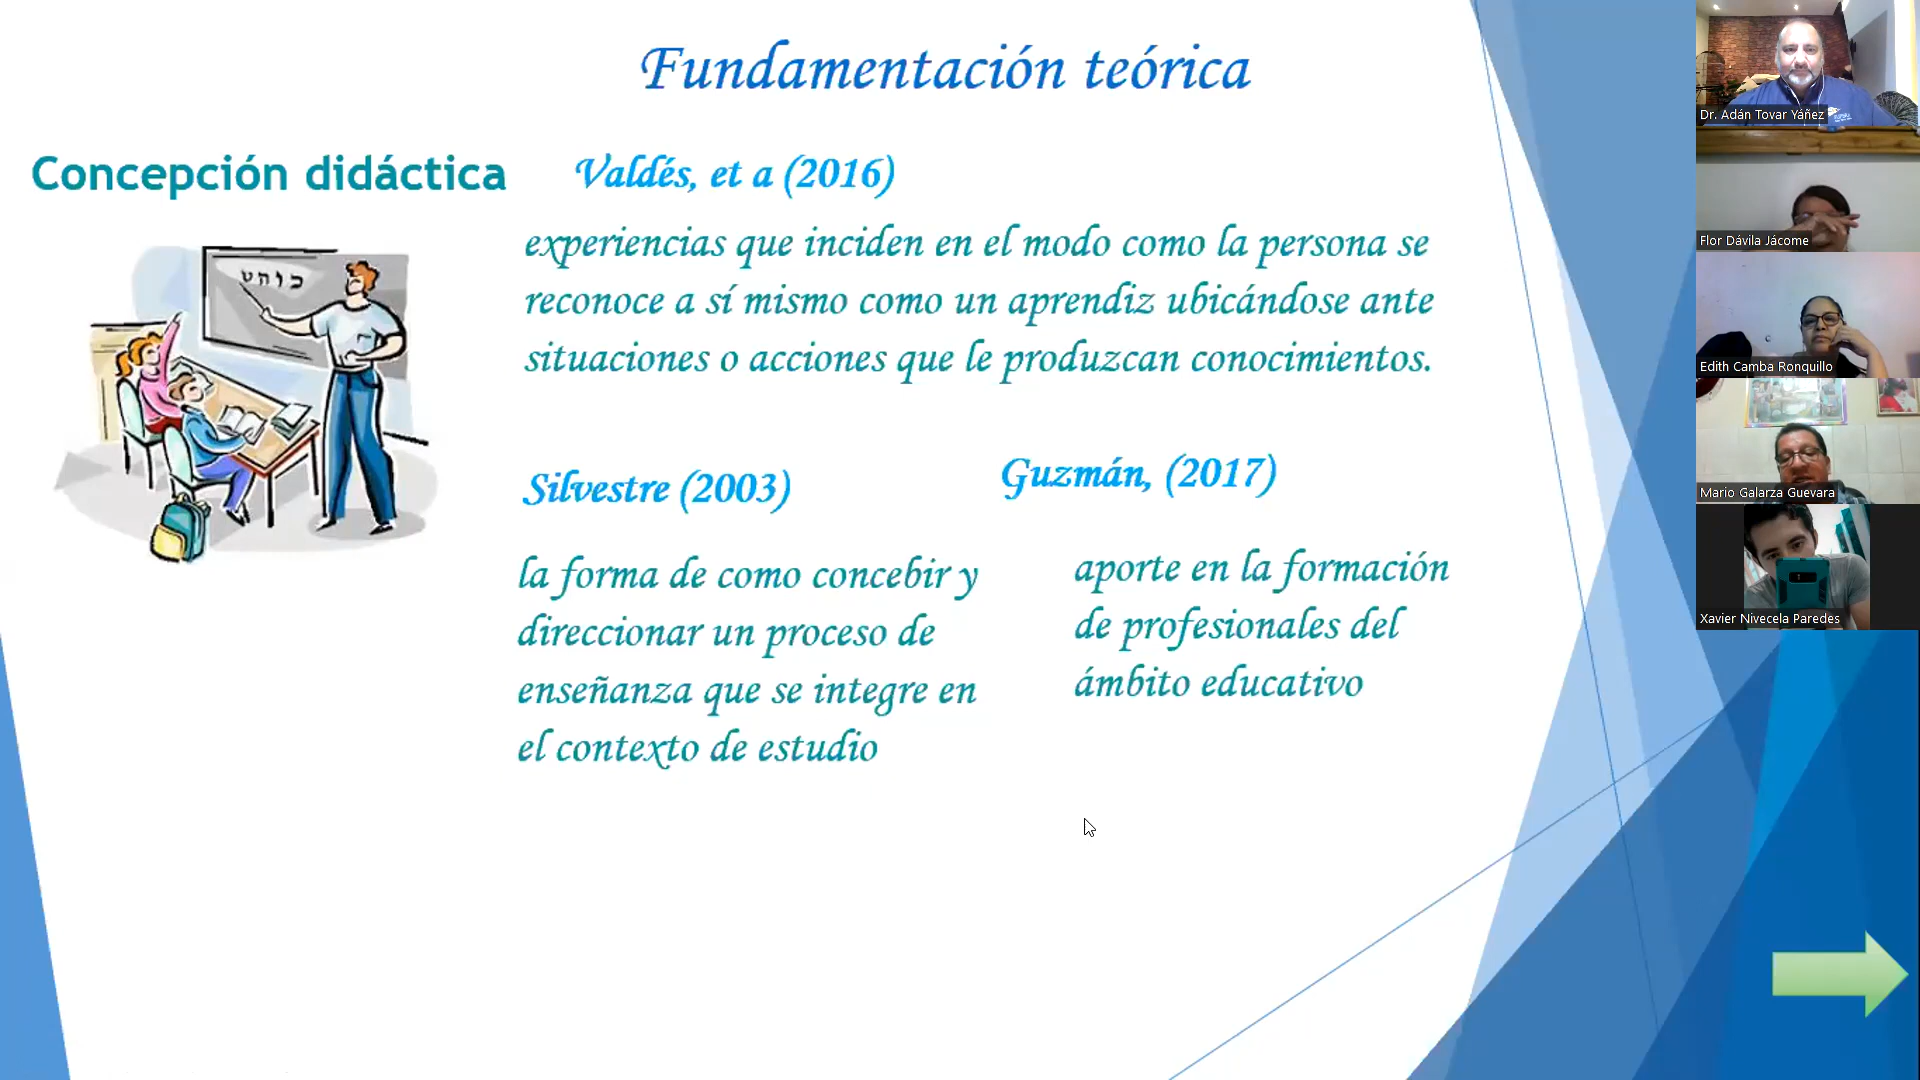 Fundamentación teórica
Concepción didáctica
Valdés, et a (2016)
experiencias que inciden en el modo como la persona se
reconoce a sí mismo como un aprendiz ubicándose ante
situaciones o acciones que le produzcan conocimientos.
כוהט
Silvestre (2003)
la forma de como concebir y
direccionar un proceso de
enseñanza que se integre en
el contexto de estudio
Guzmán, (2017)
aporte en la formación
de profesionales del
ámbito educativo
Dr. Adán Tovar Yáñez
Flor Dávila Jácome
Edith Camba Ronquillo
Mario Galarza Guevara
Xavier Nivecela Paredes